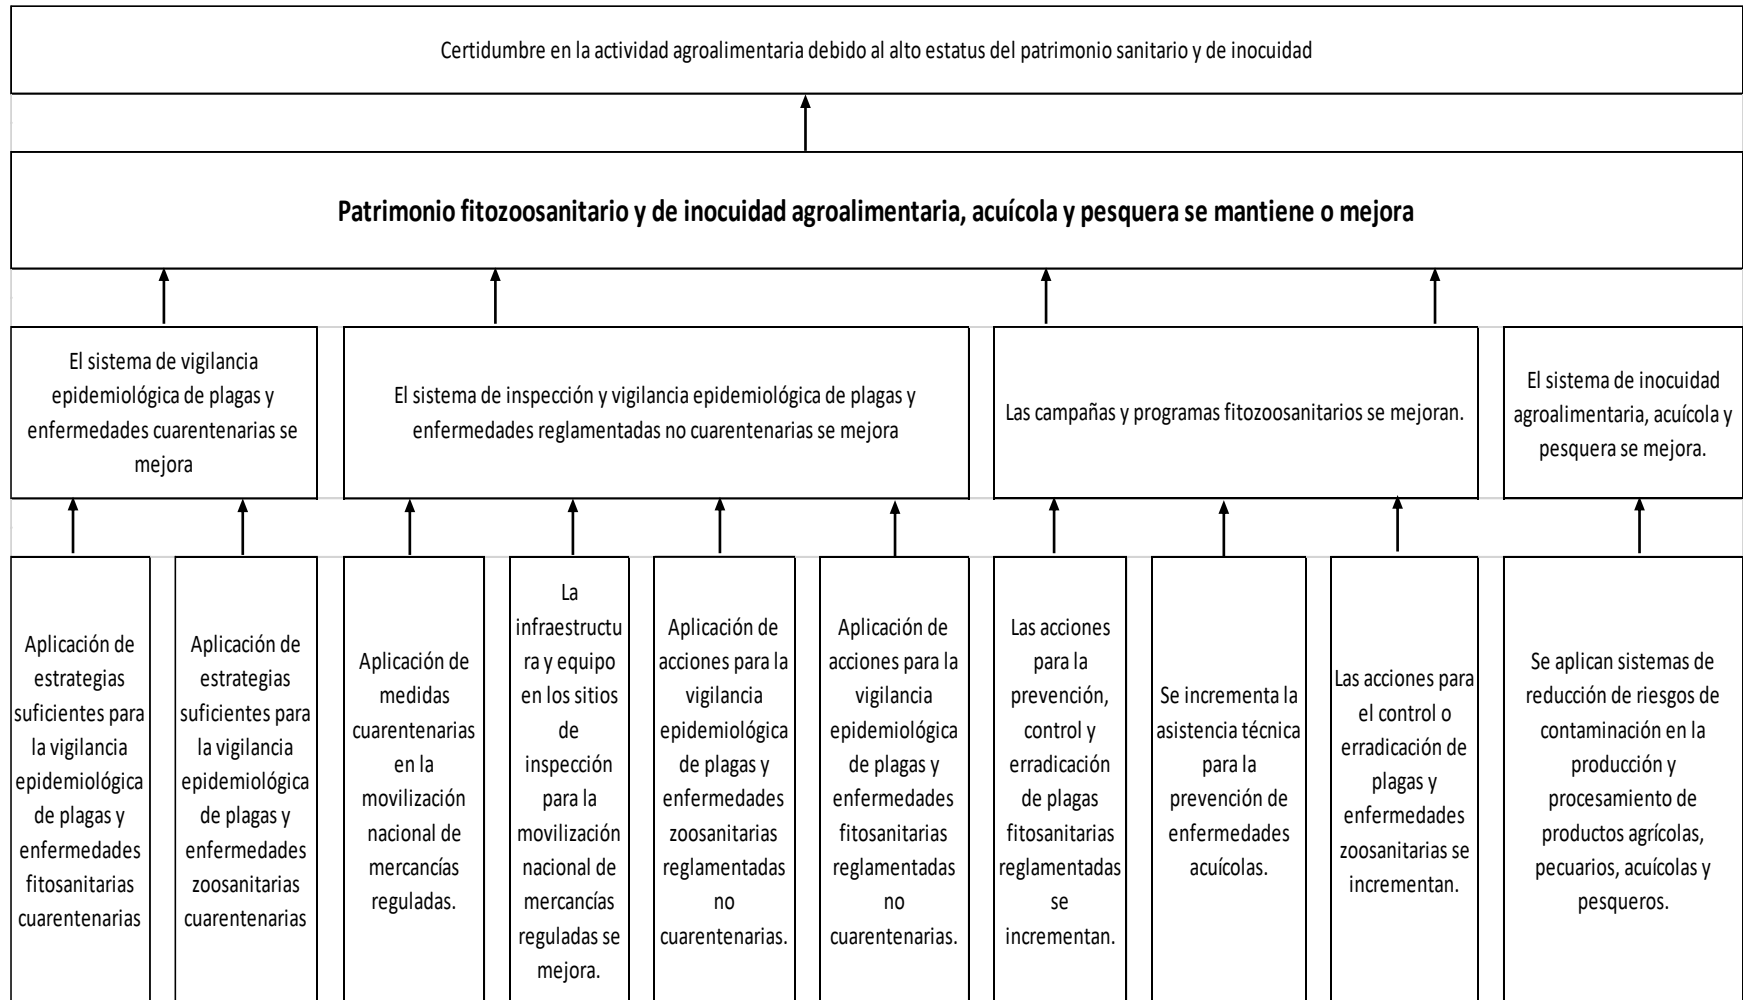 Certidumbre en la actividad agroalimentaria debido al alto estatus del patrimonio sanitario y de inocuidad
Patrimonio fitozoosanitario y de inocuidad agroalimentaria, acuícola y pesquera se mantiene o mejora
El sistema de vigilancia
epidemiológica de plagas y
enfermedades cuarentenarias se
mejora
El sistema de inspección y vigilancia epidemiológica de plagas y
enfermedades reglamentadas no cuarentenarias se mejora
Las campañas y programas fitozoosanitarios se mejoran.
El sistema de inocuidad
agroalimentaria, acuícola y
pesquera se mejora.
Aplicación de
estrategias
suficientes para
la vigilancia
epidemiológica
de plagas y
enfermedades
fitosanitarias
cuarentenarias
Aplicación de
estrategias
suficientes para
la vigilancia
epidemiológica
de plagas y
enfermedades
zoosanitarias
cuarentenarias
Aplicación de
medidas
cuarentenarias
en la
movilización
nacional de
mercancías
reguladas.
La
infraestructu
ra y equipo
en los sitios
de
inspección
para la
movilización
nacional de
mercancías
reguladas se
mejora.
Aplicación de
acciones para la
vigilancia
epidemiológica
de plagas y
enfermedades
zoosanitarias
reglamentadas
no
cuarentenarias.
Aplicación de
acciones para la
vigilancia
epidemiológica
de plagas y
enfermedades
fitosanitarias
reglamentadas
no
cuarentenarias.
Las acciones
para la
prevención,
control y
erradicación
de plagas
fitosanitarias
reglamentadas
se
incrementan.
Se incrementa la
asistencia técnica
para la
prevención de
enfermedades
acuícolas.
Las acciones para
el control o
erradicación de
plagas y
enfermedades
zoosanitarias se
incrementan.
Se aplican sistemas de
reducción de riesgos de
contaminación en la
producción y
procesamiento de
productos agrícolas,
pecuarios, acuícolas y
pesqueros.